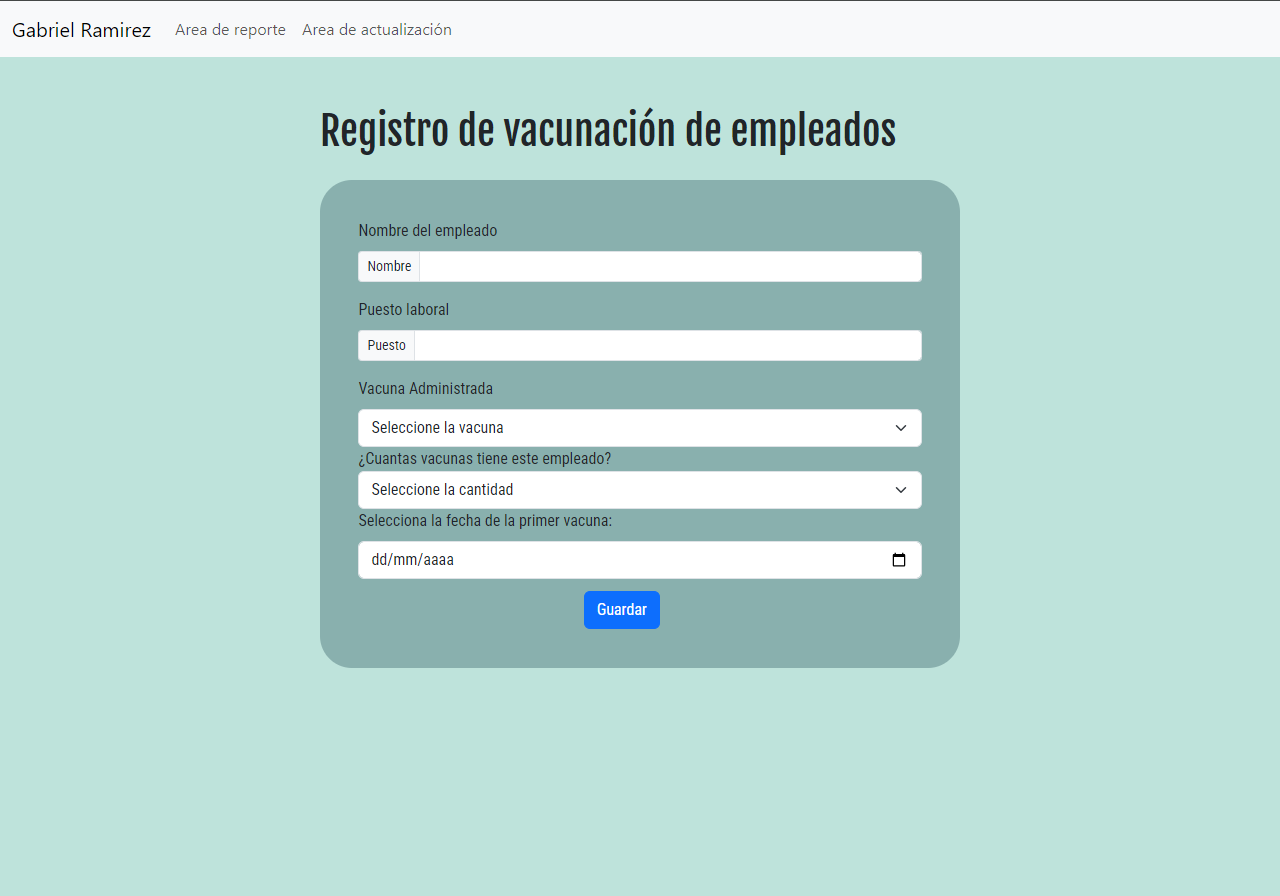 Gabriel Ramirez Area de reporte Area de actualización
Registro de vacunación de empleados
Nombre del empleado
Nombre
Puesto laboral
Puesto
Vacuna Administrada
Seleccione la vacuna
¿Cuantas vacunas tiene este empleado?
Seleccione la cantidad
Selecciona la fecha de la primer vacuna:
dd/mm/aaaa
Guardar